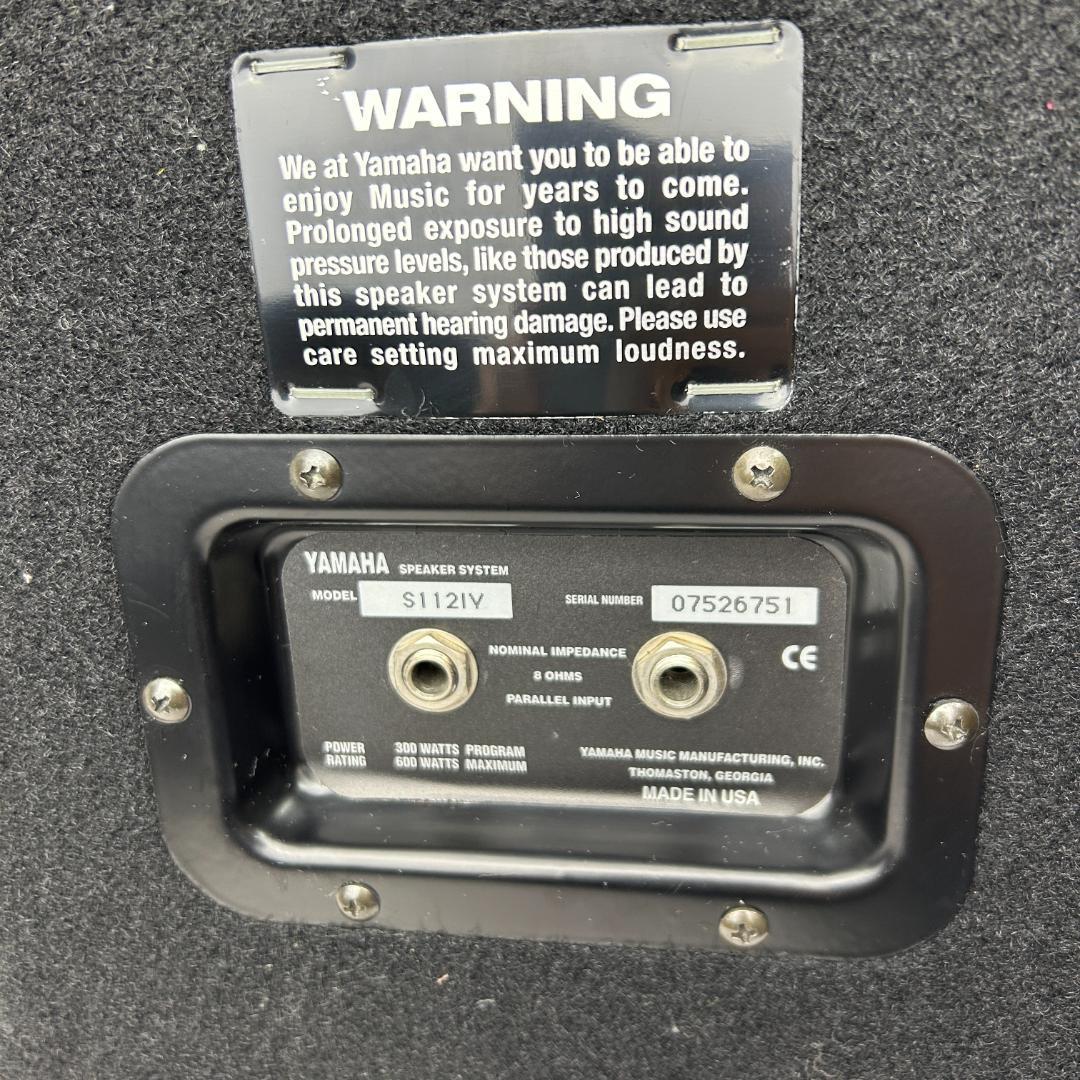 WARNING
We at Yamaha want you to be able to
enjoy Music for years to come.
Prolonged exposure to high sound
pressure levels, like those produced by
this speaker system can lead to
permanent hearing damage. Please use
care setting maximum loudness.
YAMAHA SPEAKER SYSTEM
MODEL S112IV SERIAL NUMBER 07526751
NOMINAL IMPEDANCE
8 OHMS
PARALLEL INPUT
CE
POWER RATING
300 WATTS PROGRAM
600 WATTS MAXIMUM
YAMAHA MUSIC MANUFACTURING, INC.
THOMASTON, GEORGIA
MADE IN USA